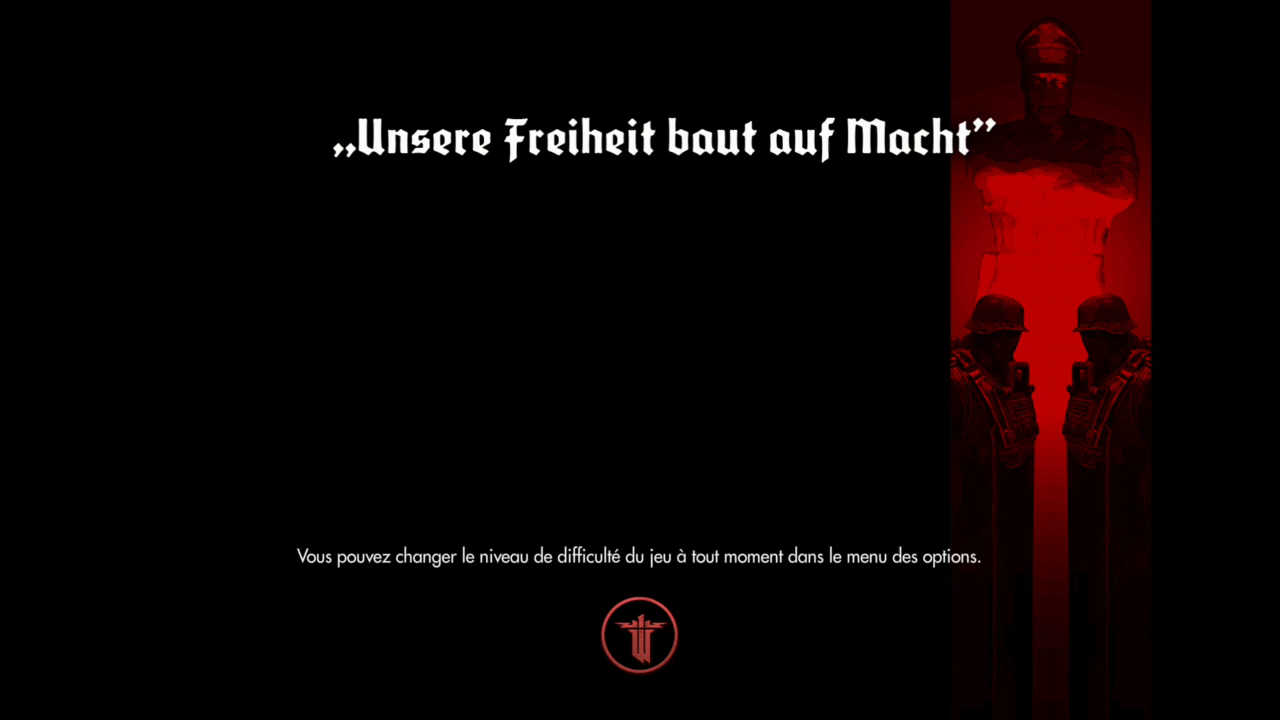 „Unsere Freiheit baut auf Macht”
Vous pouvez changer le niveau de difficulté du jeu à tout moment dans le menu des options.